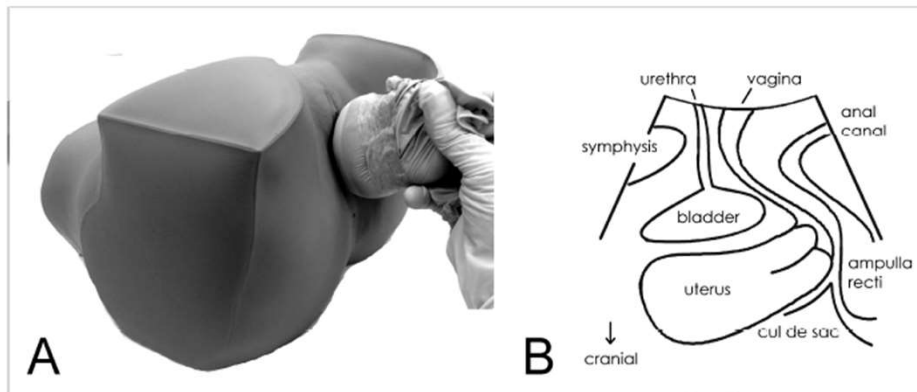 A
urethra
vagina
anal
canal
symphysis
bladder
ampulla
recti
uterus
cul de sac
cranial
B